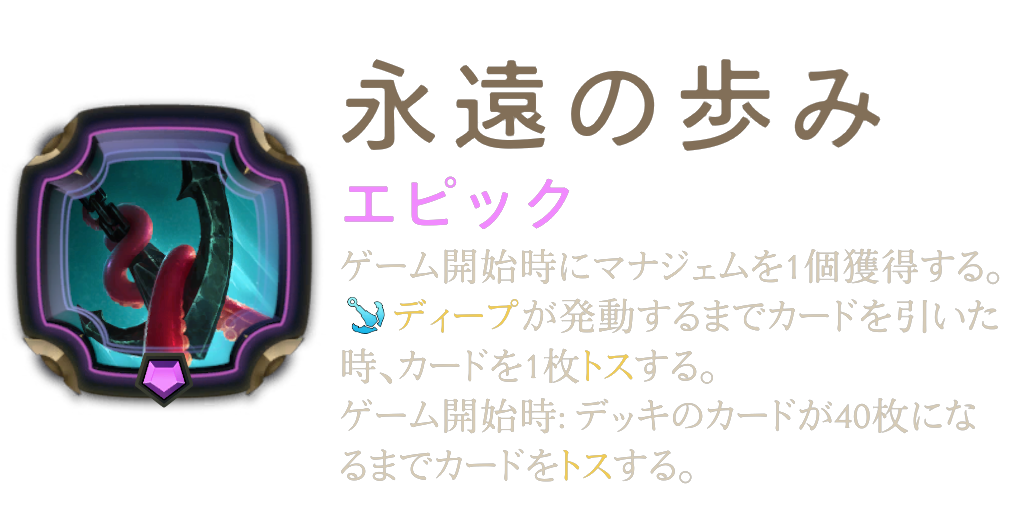 永遠の歩み
エピック
ゲーム開始時にマナジェムを1個獲得する。
ディープが発動するまでカードを引いた
時、カードを1枚トスする。
ゲーム開始時: デッキのカードが40枚にな
るまでカードをトスする。